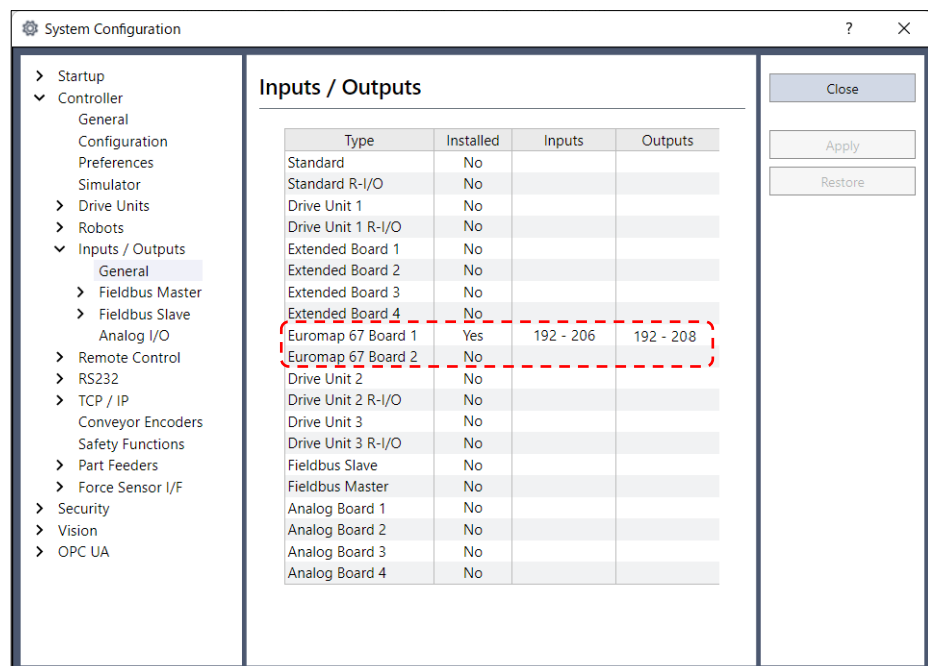 System Configuration
?
Startup
Controller
General
Configuration
Preferences
Simulator
Drive Units
Robots
Inputs / Outputs
General
Fieldbus Master
Fieldbus Slave
Analog I/O
Remote Control
RS232
TCP / IP
Conveyor Encoders
Safety Functions
Part Feeders
Force Sensor I/F
Security
Vision
OPC UA
Inputs / Outputs
Type Installed Inputs Outputs
Standard No
Standard R-I/O No
Drive Unit 1 No
Drive Unit 1 R-I/O No
Extended Board 1 No
Extended Board 2 No
Extended Board 3 No
Extended Board 4 No
Euromap 67 Board 1 Yes 192 - 206 192 - 208
Euromap 67 Board 2 No
Drive Unit 2 No
Drive Unit 2 R-I/O No
Drive Unit 3 No
Drive Unit 3 R-I/O No
Fieldbus Slave No
Fieldbus Master No
Analog Board 1 No
Analog Board 2 No
Analog Board 3 No
Analog Board 4 No
Close
Apply
Restore